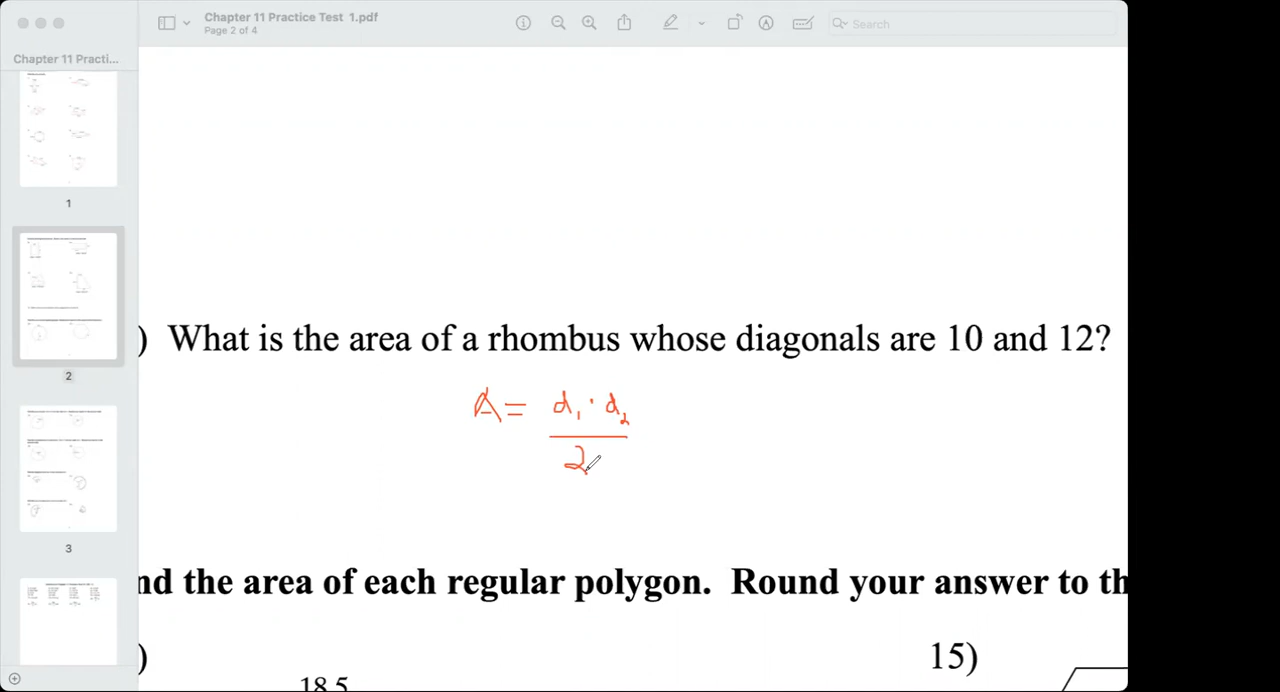 Chapter 11 Practice Test 1.pdf
Page 2 of 4
Search
Chapter 11 Practi...
1
2
3
) What is the area of a rhombus whose diagonals are 10 and 12?
A = d₁ · d₂
2
nd the area of each regular polygon. Round your answer to th
)
15)
18.5